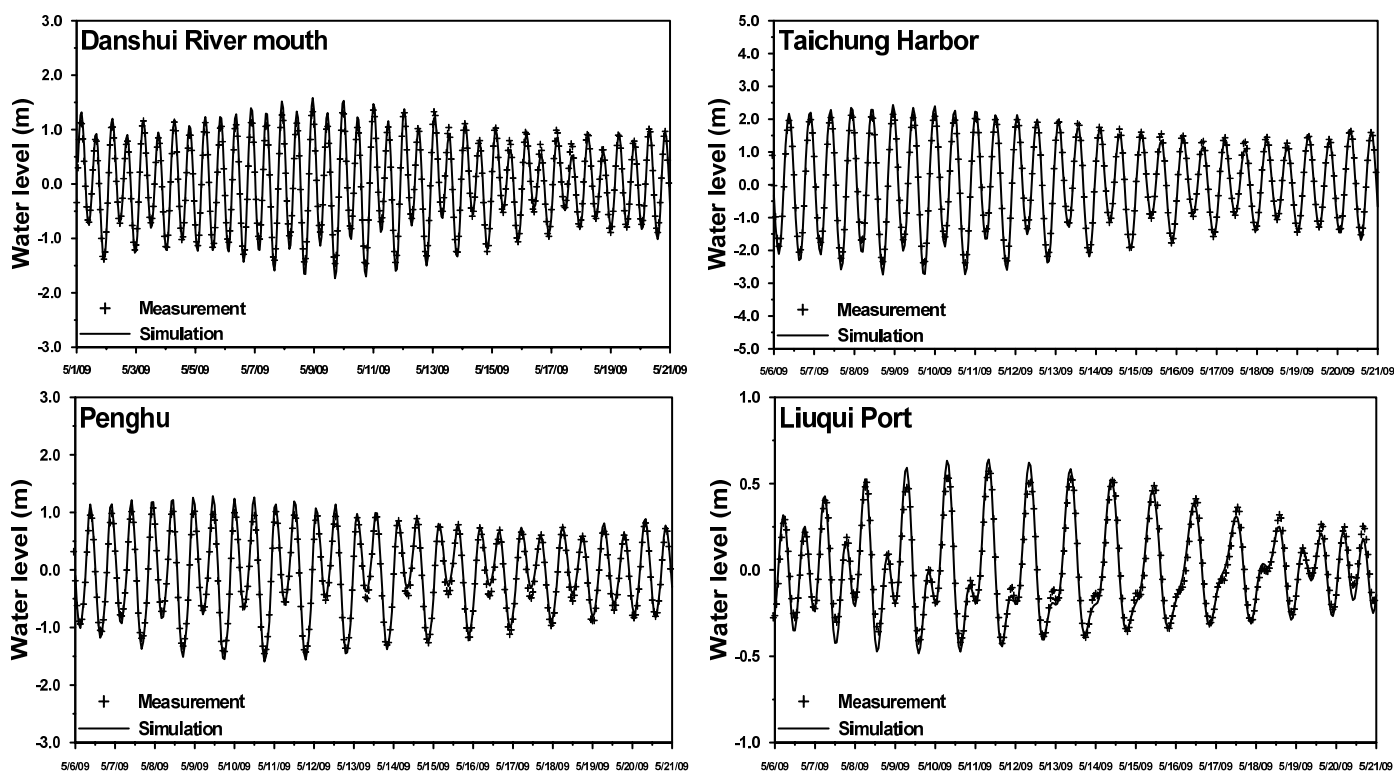 Danshui River mouth
Water level (m)
3.0
2.0
1.0
0.0
-1.0
-2.0
-3.0
Measurement
Simulation
5/1/09 5/3/09 5/5/09 5/7/09 5/9/09 5/11/09 5/13/09 5/15/09 5/17/09 5/19/09 5/21/09
Taichung Harbor
Water level (m)
5.0
4.0
3.0
2.0
1.0
0.0
-1.0
-2.0
-3.0
-4.0
-5.0
Measurement
Simulation
5/6/09 5/7/09 5/8/09 5/9/09 5/10/09 5/11/09 5/12/09 5/13/09 5/14/09 5/15/09 5/16/09 5/17/09 5/18/09 5/19/09 5/20/09 5/21/09
Penghu
Water level (m)
3.0
2.0
1.0
0.0
-1.0
-2.0
-3.0
Measurement
Simulation
5/6/09 5/7/09 5/8/09 5/9/09 5/10/09 5/11/09 5/12/09 5/13/09 5/14/09 5/15/09 5/16/09 5/17/09 5/18/09 5/19/09 5/20/09 5/21/09
Liuqui Port
Water level (m)
1.0
0.5
0.0
-0.5
-1.0
Measurement
Simulation
5/6/09 5/7/09 5/8/09 5/9/09 5/10/09 5/11/09 5/12/09 5/13/09 5/14/09 5/15/09 5/16/09 5/17/09 5/18/09 5/19/09 5/20/09 5/21/09